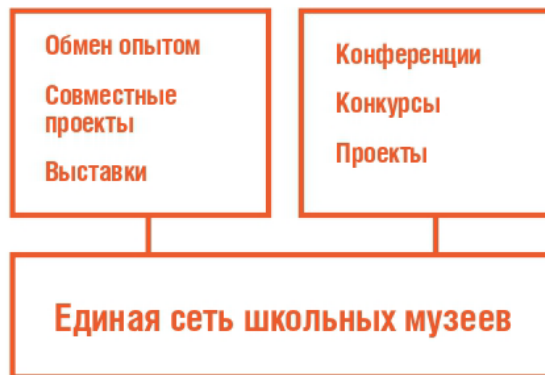 Обмен опытом
Совместные
проекты
Выставки
Конференции
Конкурсы
Проекты
Единая сеть школьных музеев